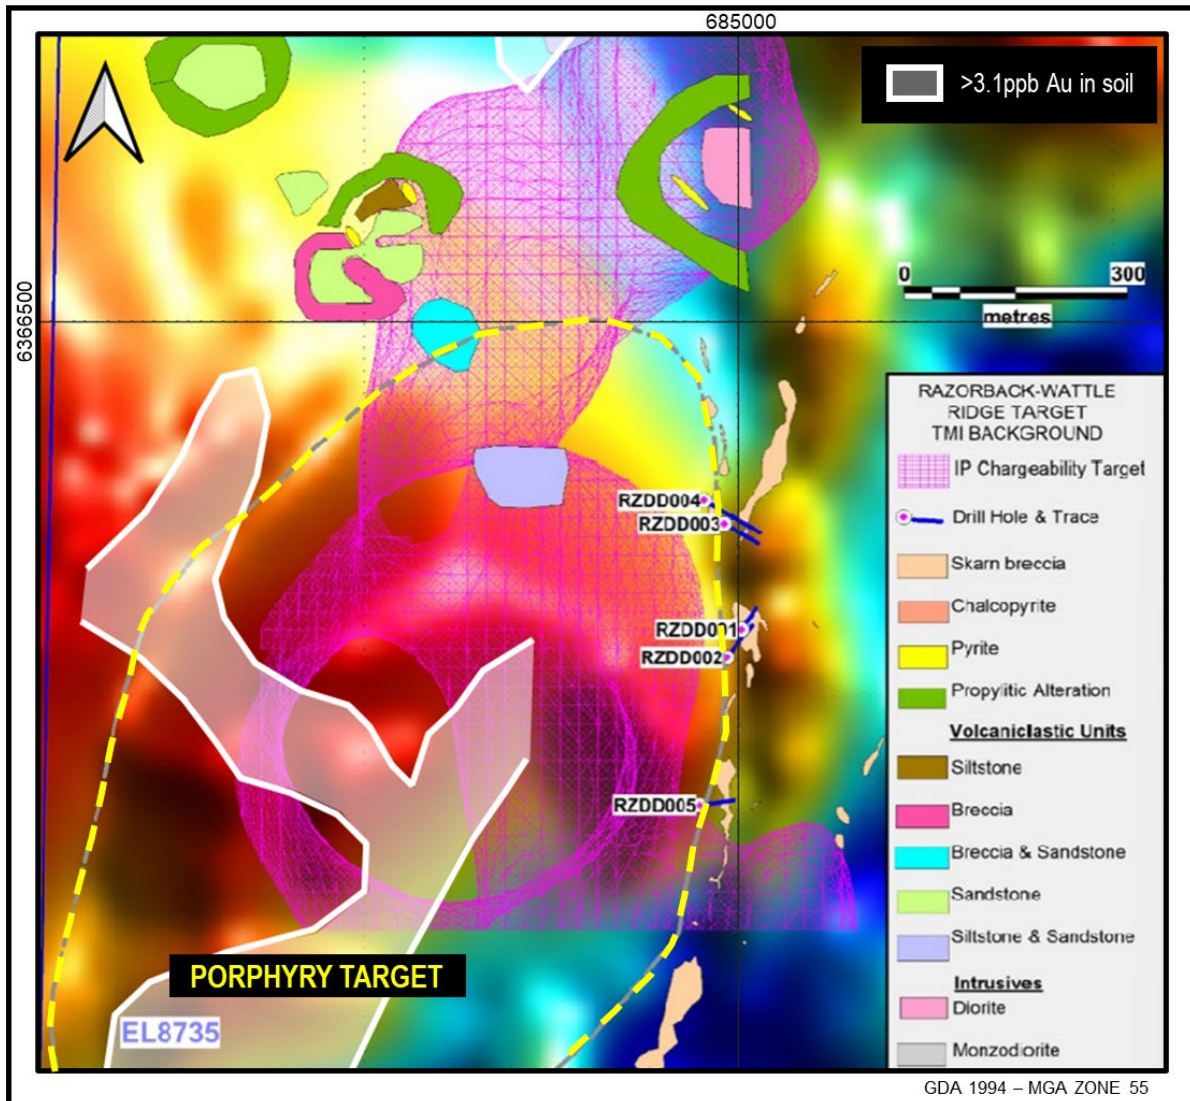 685000
>3.1ppb Au in soil
6366500
0 300
metres
RAZORBACK-WATTLE
RIDGE TARGET
TMI BACKGROUND
IP Chargeability Target
Drill Hole & Trace
Skarn breccia
Chalcopyrite
Pyrite
Propylitic Alteration
Volcaniclastic Units
Siltstone
Breccia
Breccia & Sandstone
Sandstone
Siltstone & Sandstone
Intrusives
Diorite
Monzodiorite
RZDD004
RZDD003
RZDD001
RZDD002
RZDD005
PORPHYRY TARGET
EL8735
GDA 1994 – MGA ZONE 55